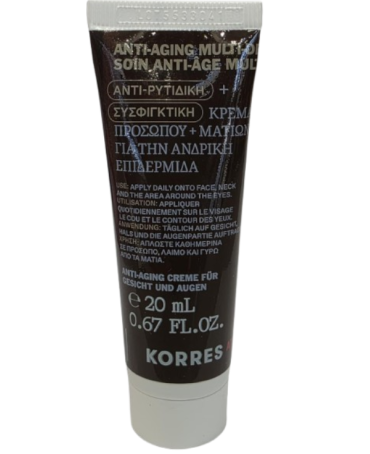 ANTI-AGING MULTI
SOIN ANTI-ÂGE
ΑΝΤΙ-ΡΥΤΙΔΙΚΗ +
ΣΥΣΦΙΓΚΤΙΚΗ ΚΡΕΜΑ
ΠΡΟΣΩΠΟΥ + ΜΑΤΙΩΝ
ΓΙΑ ΤΗΝ ΑΝΔΡΙΚΗ
ΕΠΙΔΕΡΜΙΔΑ
USE: APPLY DAILY ONTO FACE, NECK
AND THE AREA AROUND THE EYES.
UTILISATION: APPLIQUER
QUOTIDIENNEMENT SUR LE VISAGE
LE COU ET LE CONTOUR DES YEUX.
ANWENDUNG: TÄGLICH AUF GESICHT,
HALS UND DIE AUGENPARTIE
ΧΡΗΣΗ: ΑΠΛΩΣΤΕ ΚΑΘΗΜΕΡΙΝΑ
ΣΕ ΠΡΟΣΩΠΟ, ΛΑΙΜΟ ΚΑΙ ΓΥΡΩ
ΑΠΟ ΤΑ ΜΑΤΙΑ.
ANTI-AGING CREME FÜR
GESICHT UND AUGEN
e 20 mL
0.67 FL.OZ.
KORRES